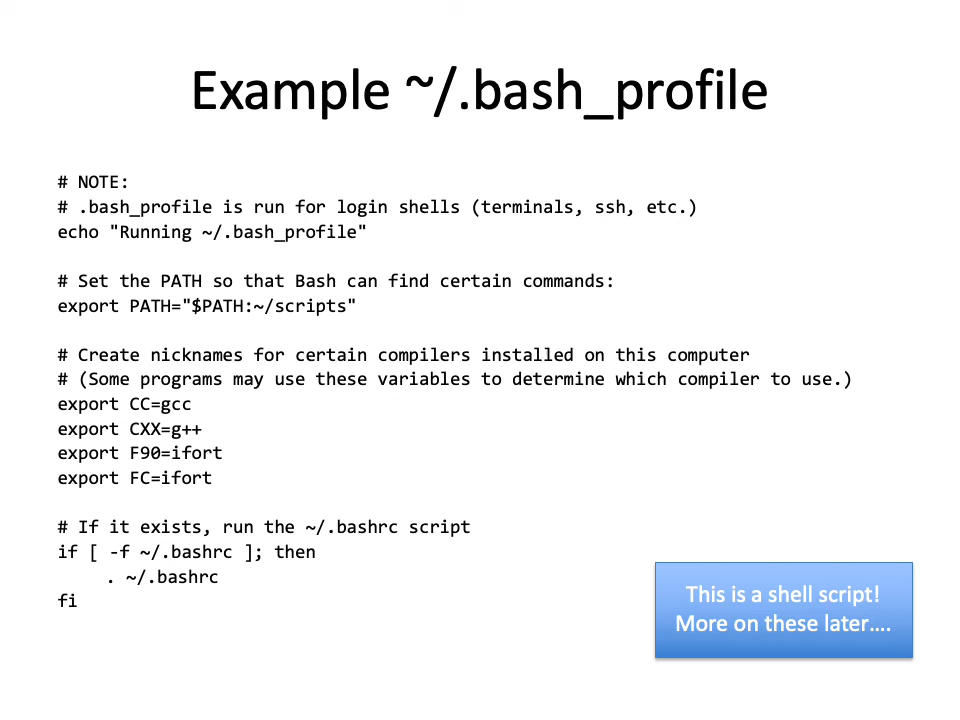 Example ~/.bash_profile
# NOTE:
# .bash_profile is run for login shells (terminals, ssh, etc.)
echo "Running ~/.bash_profile"
# Set the PATH so that Bash can find certain commands:
export PATH="$PATH:~/scripts"
# Create nicknames for certain compilers installed on this computer
# (Some programs may use these variables to determine which compiler to use.)
export CC=gcc
export CXX=g++
export F90=ifort
export FC=ifort
# If it exists, run the ~/.bashrc script
if [ -f ~/.bashrc ]; then
. ~/.bashrc
fi
This is a shell script!
More on these later….